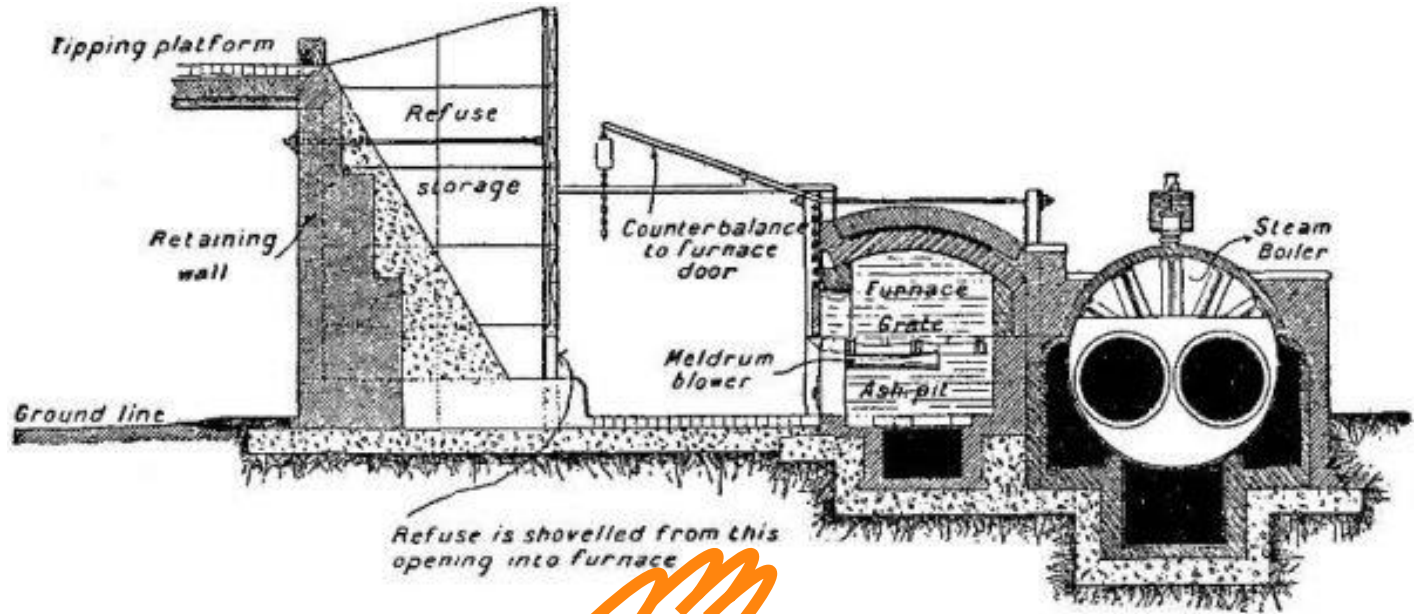 Tipping platform
Refuse
storage
Retaining
wall
Counterbalance
to furnace
door
Steam
Boiler
Furnace
Grate
Meldrum
blower
Ash-pit
Ground line
Refuse is shovelled from this
opening into furnace